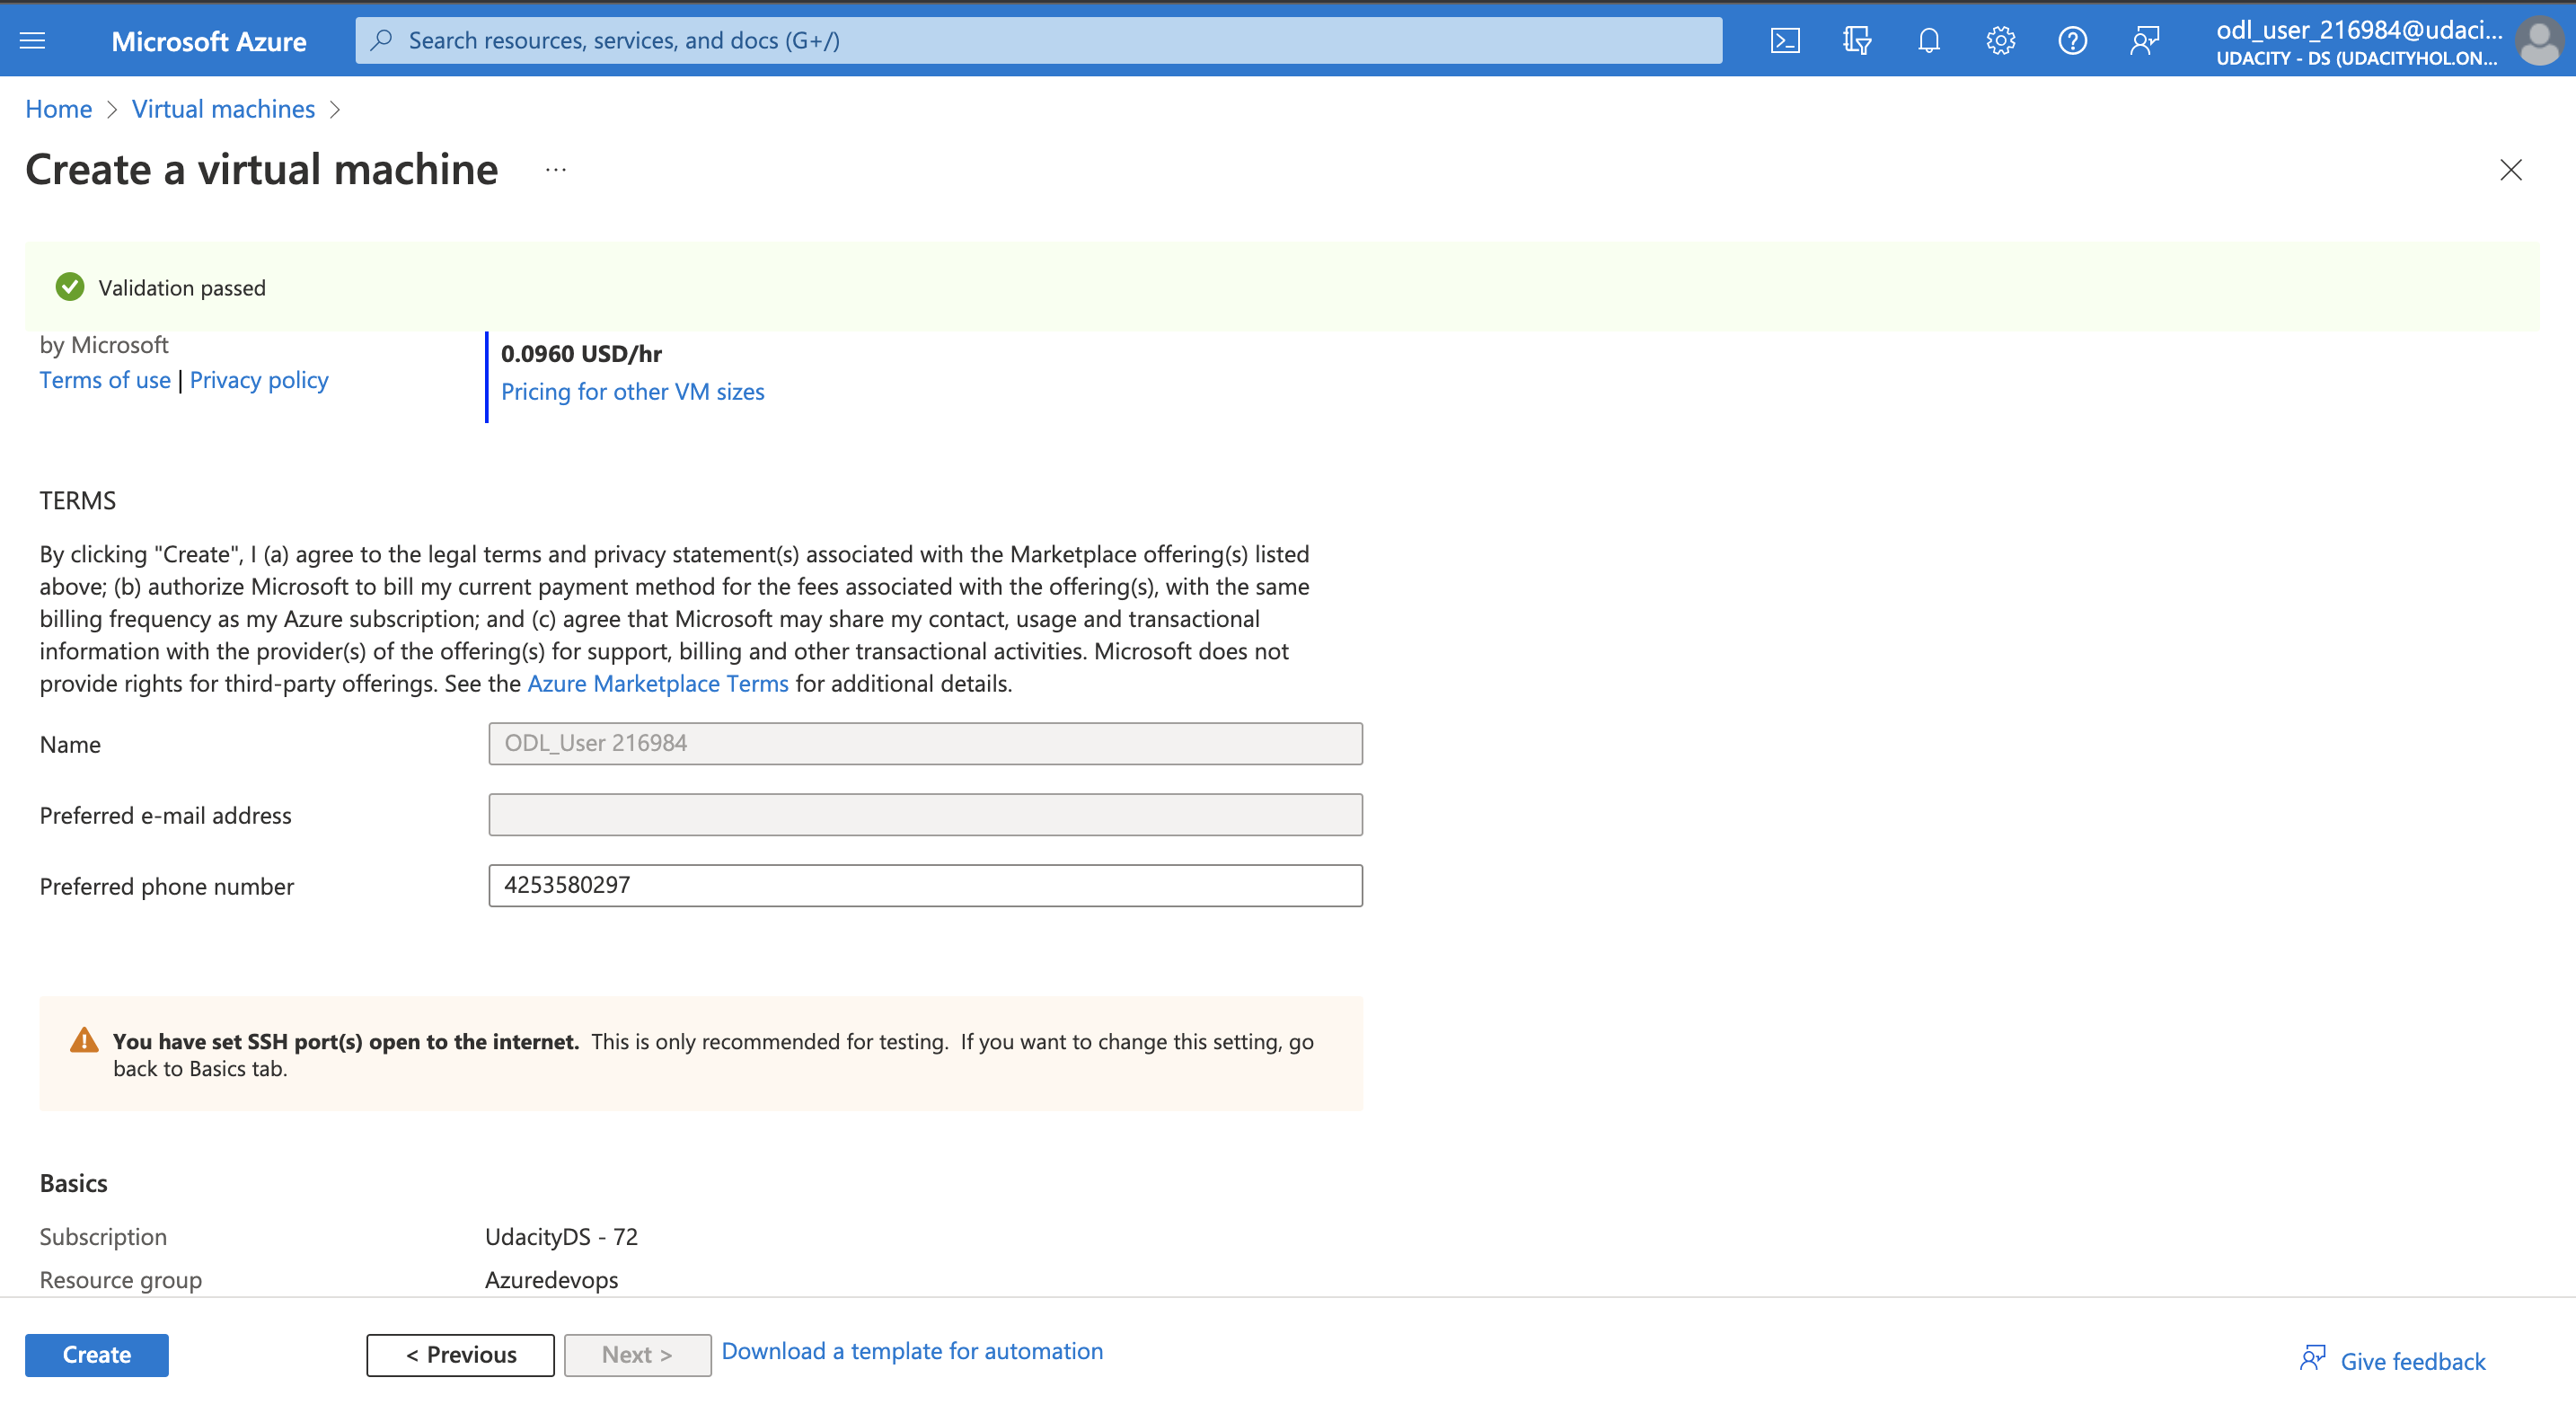 Microsoft Azure
Search resources, services, and docs (G+/)
odl_user_216984@udaci...
UDACITY - DS (UDACITYHOL.ON...
Home > Virtual machines >
Create a virtual machine ...
Validation passed
by Microsoft
Terms of use | Privacy policy
0.0960 USD/hr
Pricing for other VM sizes
TERMS
By clicking "Create", I (a) agree to the legal terms and privacy statement(s) associated with the Marketplace offering(s) listed
above; (b) authorize Microsoft to bill my current payment method for the fees associated with the offering(s), with the same
billing frequency as my Azure subscription; and (c) agree that Microsoft may share my contact, usage and transactional
information with the provider(s) of the offering(s) for support, billing and other transactional activities. Microsoft does not
provide rights for third-party offerings. See the Azure Marketplace Terms for additional details.
Name
ODL_User 216984
Preferred e-mail address
Preferred phone number
4253580297
You have set SSH port(s) open to the internet. This is only recommended for testing. If you want to change this setting, go
back to Basics tab.
Basics
Subscription
UdacityDS - 72
Resource group
Azuredevops
Create
< Previous
Next >
Download a template for automation
Give feedback